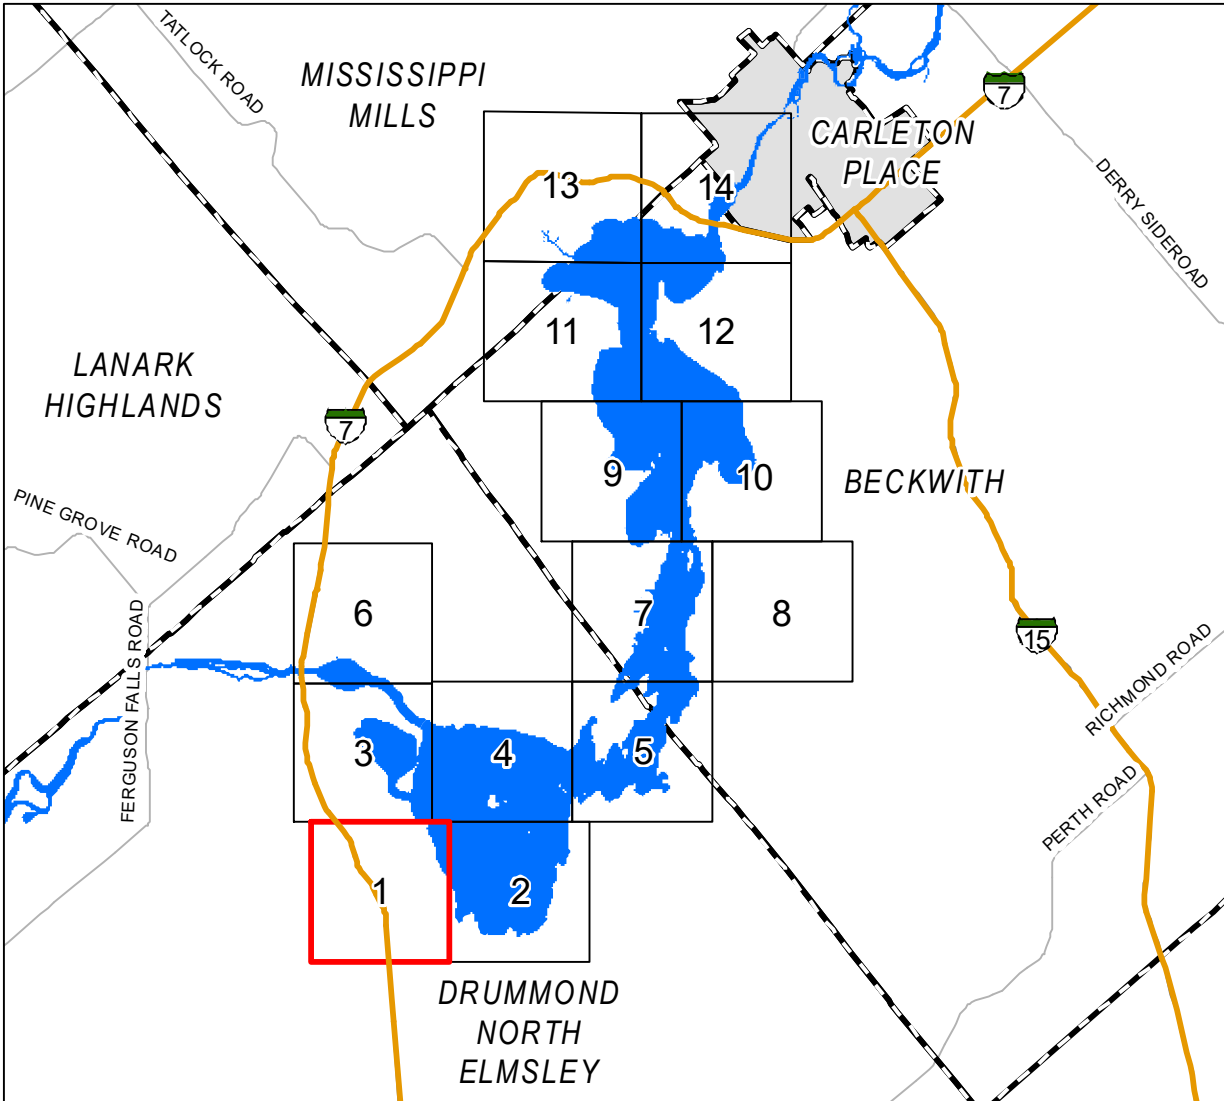 TATLOCK ROAD
MISSISSIPPI
MILLS
7
CARLETON
PLACE
DERRY SIDEROAD
13
14
11
12
LANARK
HIGHLANDS
7
9
10
BECKWITH
PINE GROVE ROAD
FERGUSON FALLS ROAD
6
7
8
15
RICHMOND ROAD
3
4
5
PERTH ROAD
1
2
DRUMMOND
NORTH
ELMSLEY